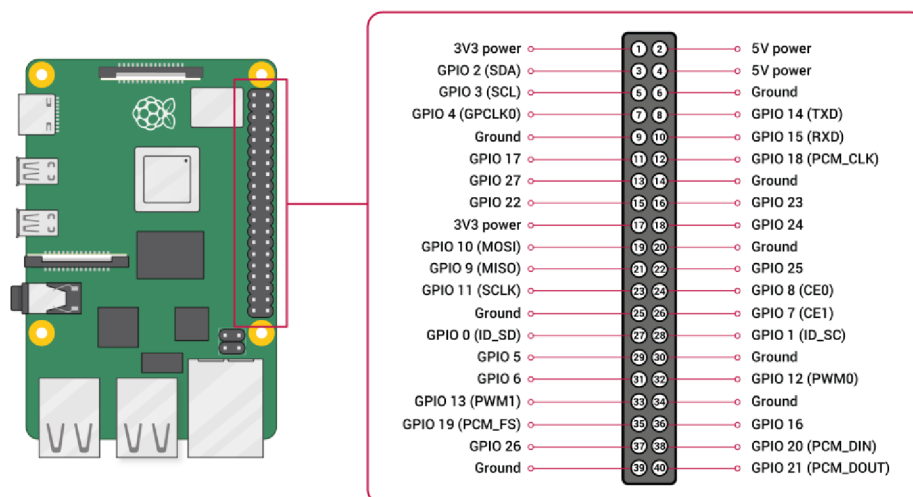 3V3 power 1 2 5V power
GPIO 2 (SDA) 3 4 5V power
GPIO 3 (SCL) 5 6 Ground
GPIO 4 (GPCLK0) 7 8 GPIO 14 (TXD)
Ground 9 10 GPIO 15 (RXD)
GPIO 17 11 12 GPIO 18 (PCM_CLK)
GPIO 27 13 14 Ground
GPIO 22 15 16 GPIO 23
3V3 power 17 18 GPIO 24
GPIO 10 (MOSI) 19 20 Ground
GPIO 9 (MISO) 21 22 GPIO 25
GPIO 11 (SCLK) 23 24 GPIO 8 (CE0)
Ground 25 26 GPIO 7 (CE1)
GPIO 0 (ID_SD) 27 28 GPIO 1 (ID_SC)
GPIO 5 29 30 Ground
GPIO 6 31 32 GPIO 12 (PWM0)
GPIO 13 (PWM1) 33 34 Ground
GPIO 19 (PCM_FS) 35 36 GPIO 16
GPIO 26 37 38 GPIO 20 (PCM_DIN)
Ground 39 40 GPIO 21 (PCM_DOUT)